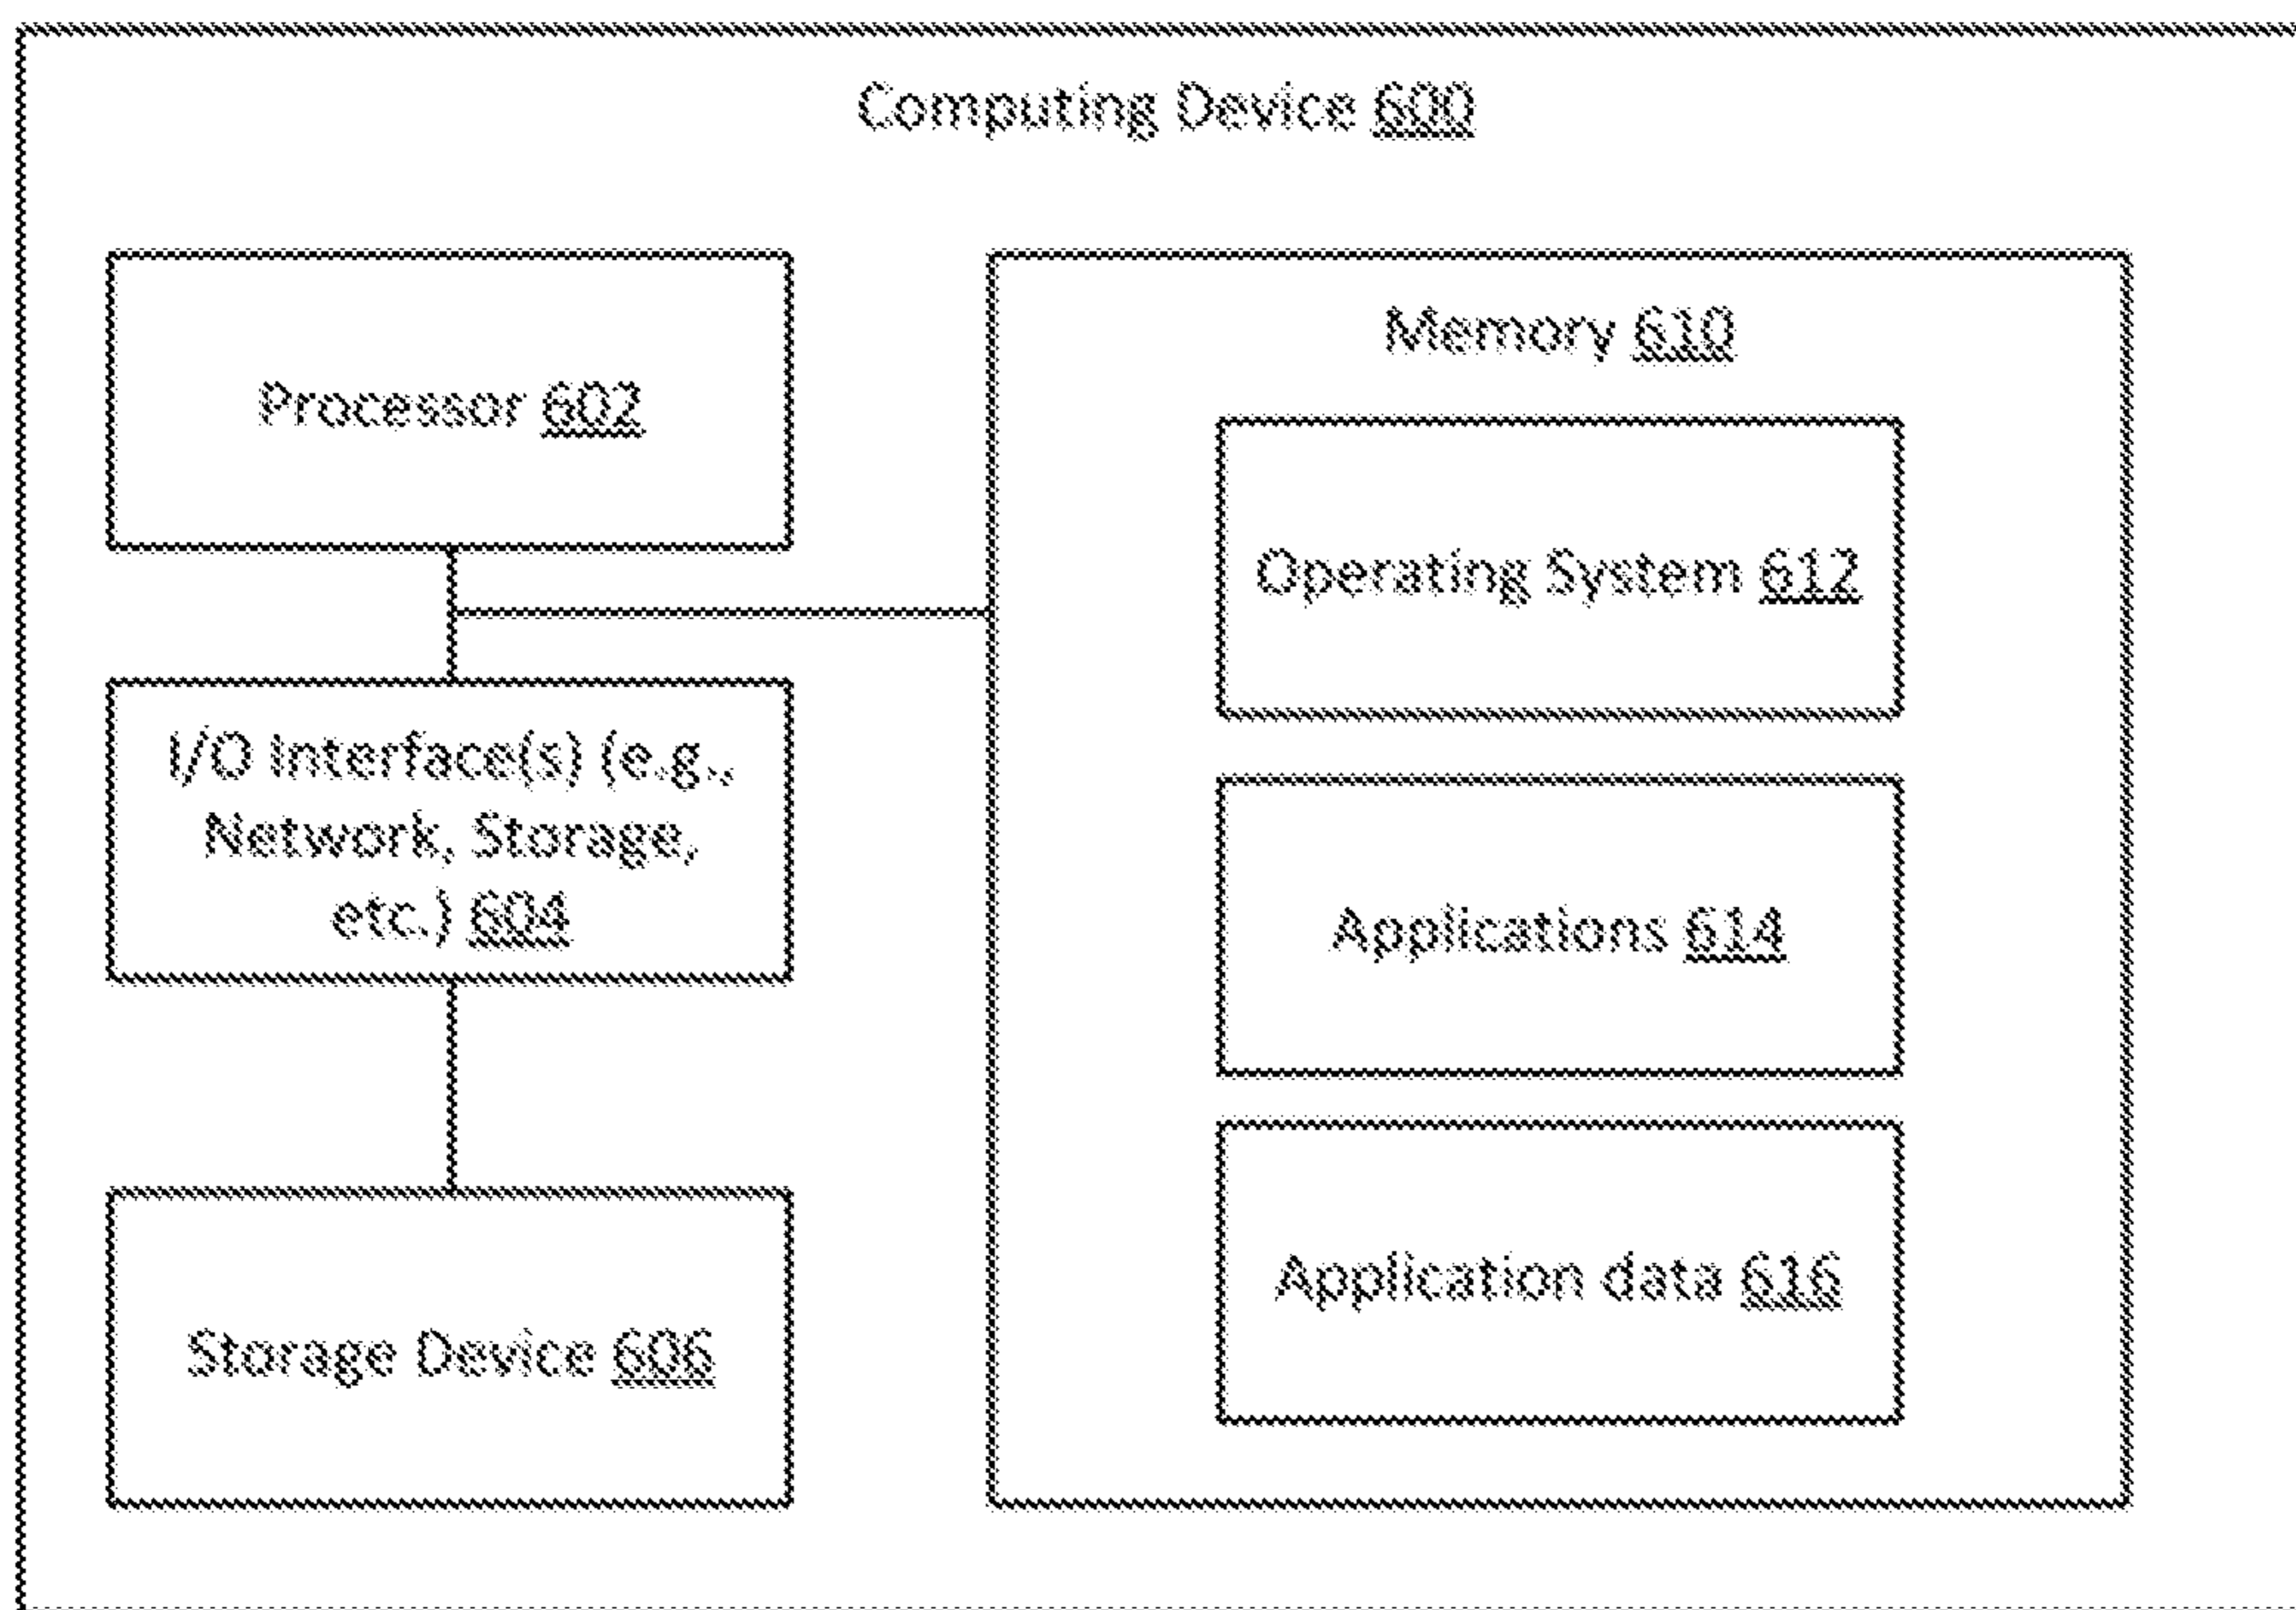 Computing Device 600
Processor 602
I/O Interface(s) (e.g.,
Network, Storage,
etc.) 604
Storage Device 606
Memory 610
Operating System 612
Applications 614
Application data 616